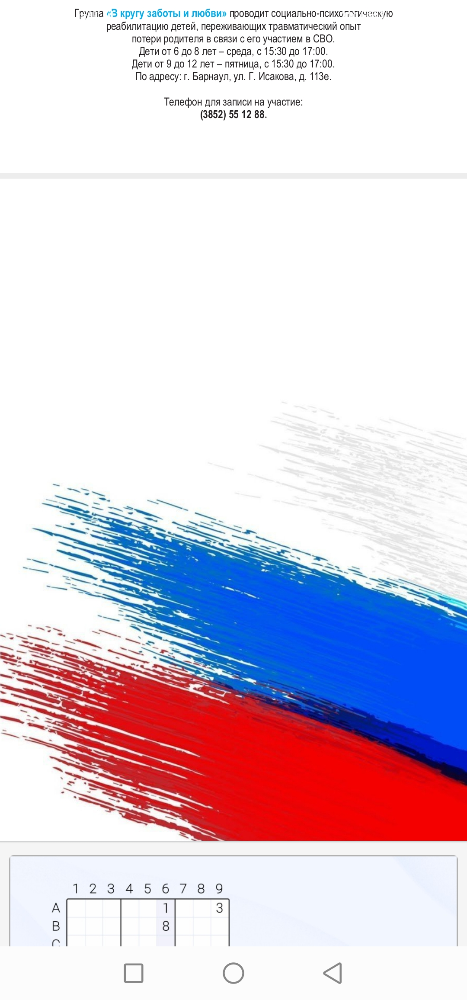 Группа «В кругу заботы и любви» проводит социально-психологическую
реабилитацию детей, переживающих травматический опыт
потери родителя в связи с его участием в СВО.
Дети от 6 до 8 лет – среда, с 15:30 до 17:00.
Дети от 9 до 12 лет – пятница, с 15:30 до 17:00.
По адресу: г. Барнаул, ул. Г. Исакова, д. 113е.
Телефон для записи на участие:
(3852) 55 12 88.
1 2 3 4 5 6 7 8 9
A 1 3
B 8
C